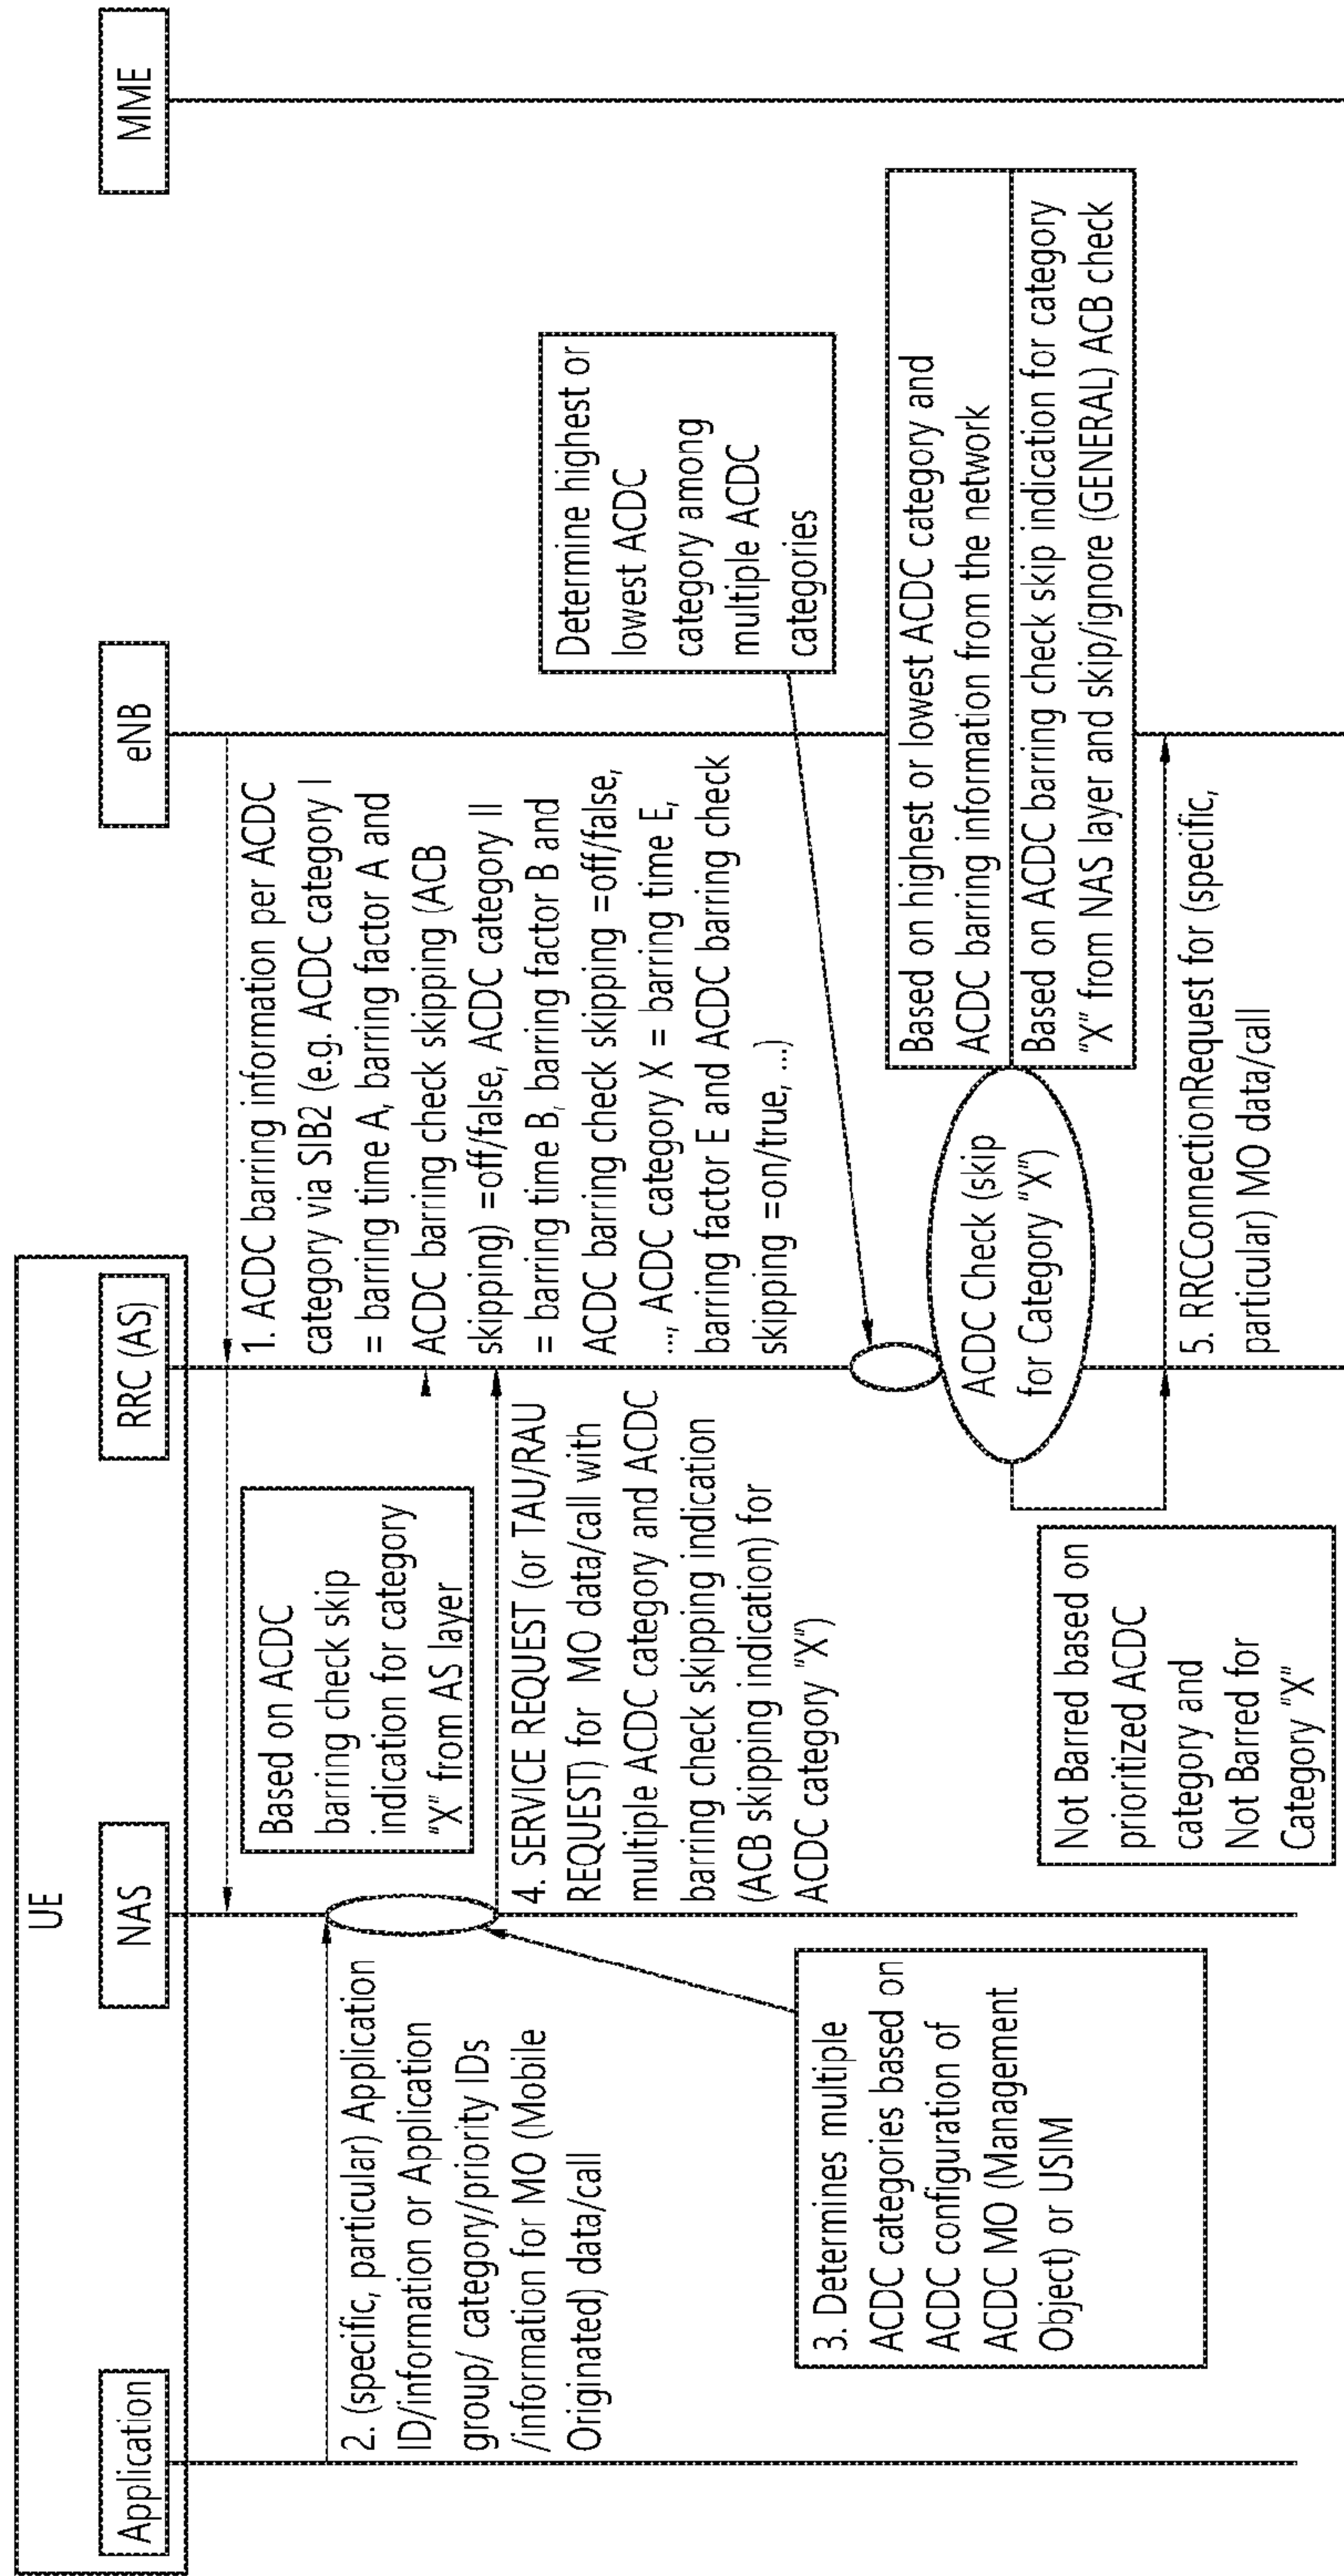 UE
Application
NAS
RRC (AS)
eNB
MME
1. ACDC barring information per ACDC
category via SIB2 (e.g. ACDC category I
= barring time A, barring factor A and
ACDC barring check skipping (ACB
skipping) =off/false, ACDC category II
= barring time B, barring factor B and
ACDC barring check skipping =off/false,
..., ACDC category X = barring time E,
barring factor E and ACDC barring check
skipping =on/true, ...)
Based on ACDC
barring check skip
indication for category
"X" from AS layer
2. (specific, particular) Application
ID/information or Application
group/ category/priority IDs
/information for MO (Mobile
Originated) data/call
4. SERVICE REQUEST (or TAU/RAU
REQUEST) for MO data/call with
multiple ACDC category and ACDC
barring check skipping indication
(ACB skipping indication) for
ACDC category "X")
Determine highest or
lowest ACDC
category among
multiple ACDC
categories
3. Determines multiple
ACDC categories based on
ACDC configuration of
ACDC MO (Management
Object) or USIM
ACDC Check (skip
for Category "X")
Based on highest or lowest ACDC category and
ACDC barring information from the network
Based on ACDC barring check skip indication for category
"X" from NAS layer and skip/ignore (GENERAL) ACB check
Not Barred based on
prioritized ACDC
category and
Not Barred for
Category "X"
5. RRCConnectionRequest for (specific,
particular) MO data/call